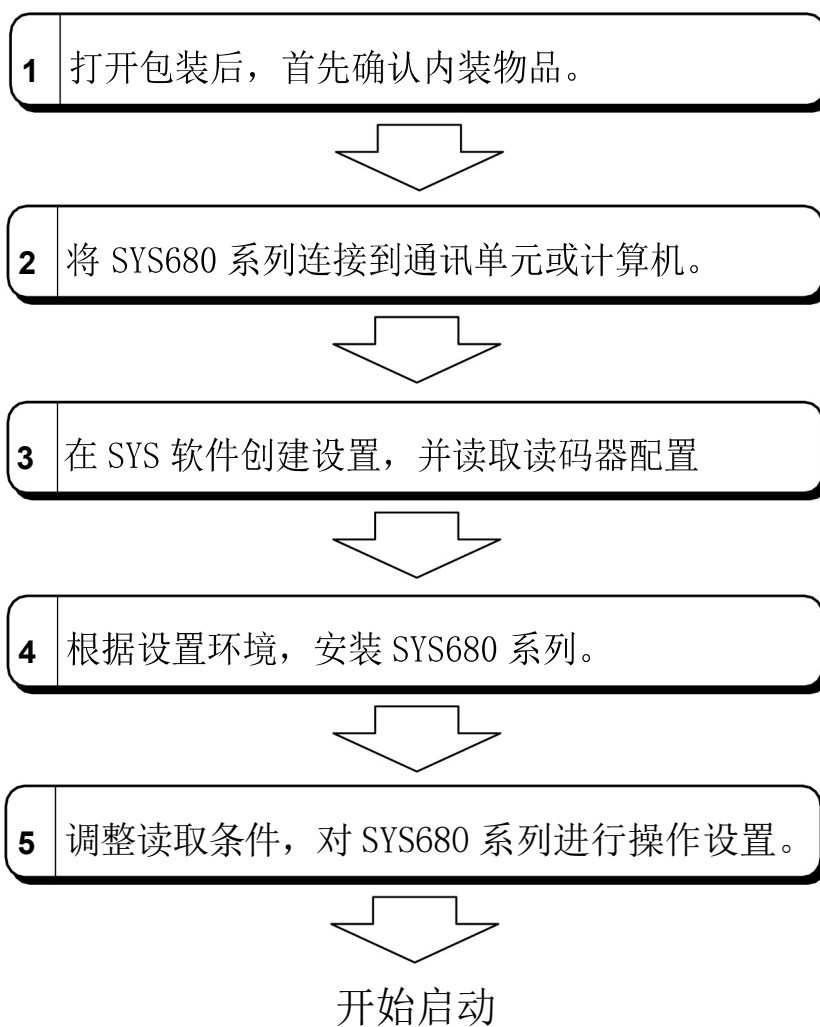 1 打开包装后，首先确认内装物品。
2 将 SYS680 系列连接到通讯单元或计算机。
3 在 SYS 软件创建设置，并读取读码器配置
4 根据设置环境，安装 SYS680 系列。
5 调整读取条件，对 SYS680 系列进行操作设置。
开始启动